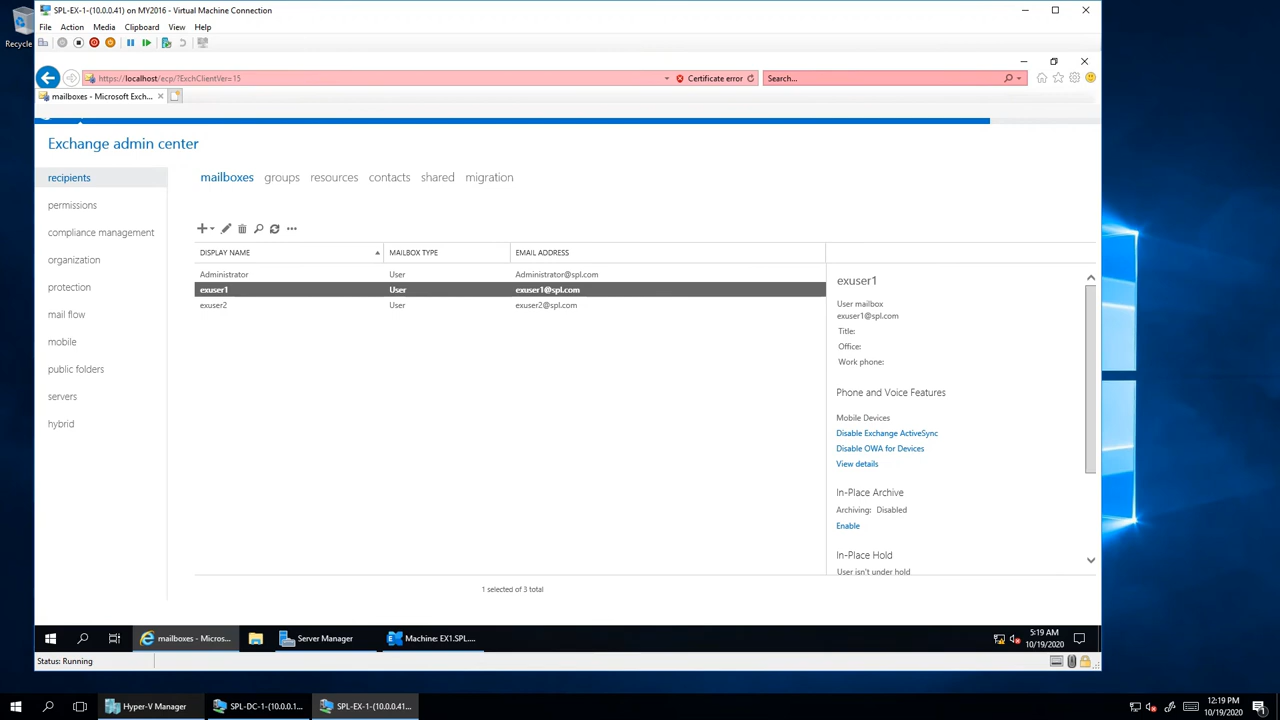 SPL-EX-1-(10.0.0.41) on MY2016 - Virtual Machine Connection
File Action Media Clipboard View Help
https://localhost/ecp/?ExchClientVer=15
Certificate error
Search...
mailboxes - Microsoft Exch...
Exchange admin center
recipients
permissions
compliance management
organization
protection
mail flow
mobile
public folders
servers
hybrid
mailboxes groups resources contacts shared migration
DISPLAY NAME MAILBOX TYPE EMAIL ADDRESS
Administrator User Administrator@spl.com
exuser1 User exuser1@spl.com
exuser2 User exuser2@spl.com
1 selected of 3 total
exuser1
User mailbox
exuser1@spl.com
Title:
Office:
Work phone:
Phone and Voice Features
Mobile Devices
Disable Exchange ActiveSync
Disable OWA for Devices
View details
In-Place Archive
Archiving: Disabled
Enable
In-Place Hold
User isn't under hold
mailboxes - Micros...
Server Manager
Machine: EX1.SPL....
5:19 AM
10/19/2020
Status: Running
Recycle
Hyper-V Manager
SPL-DC-1-(10.0.0.1...
SPL-EX-1-(10.0.0.41...
12:19 PM
10/19/2020
1